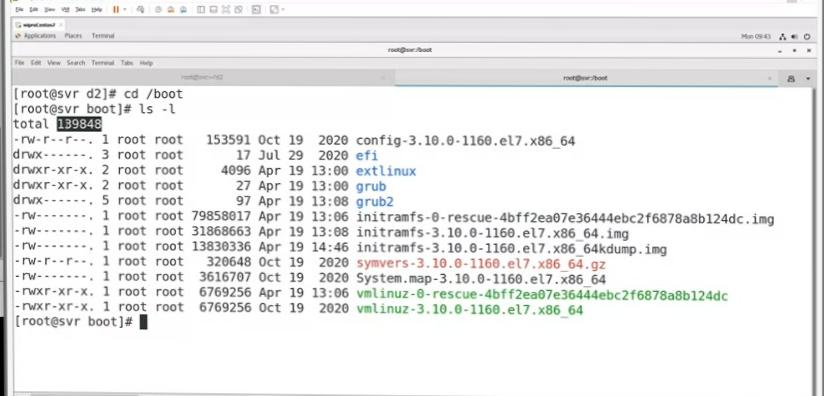 File Edit View VM Tabs Help
Applications Places Terminal
Mon 09:43
root@svr:/boot
File Edit View Search Terminal Tabs Help
root@svr:~/d2
root@svr:/boot
[root@svr d2]# cd /boot
[root@svr boot]# ls -l
total 139848
-rw-r--r--. 1 root root 153591 Oct 19 2020 config-3.10.0-1160.el7.x86_64
drwx------. 3 root root 17 Jul 29 2020 efi
drwxr-xr-x. 2 root root 4096 Apr 19 13:00 extlinux
drwxr-xr-x. 2 root root 27 Apr 19 13:00 grub
drwx------. 5 root root 97 Apr 19 13:08 grub2
-rw-------. 1 root root 79858017 Apr 19 13:06 initramfs-0-rescue-4bff2ea07e36444ebc2f6878a8b124dc.img
-rw-------. 1 root root 31868663 Apr 19 13:08 initramfs-3.10.0-1160.el7.x86_64.img
-rw-------. 1 root root 13830336 Apr 19 14:46 initramfs-3.10.0-1160.el7.x86_64kdump.img
-rw-r--r--. 1 root root 320648 Oct 19 2020 symvers-3.10.0-1160.el7.x86_64.gz
-rw-------. 1 root root 3616707 Oct 19 2020 System.map-3.10.0-1160.el7.x86_64
-rwxr-xr-x. 1 root root 6769256 Apr 19 13:06 vmlinuz-0-rescue-4bff2ea07e36444ebc2f6878a8b124dc
-rwxr-xr-x. 1 root root 6769256 Oct 19 2020 vmlinuz-3.10.0-1160.el7.x86_64
[root@svr boot]#